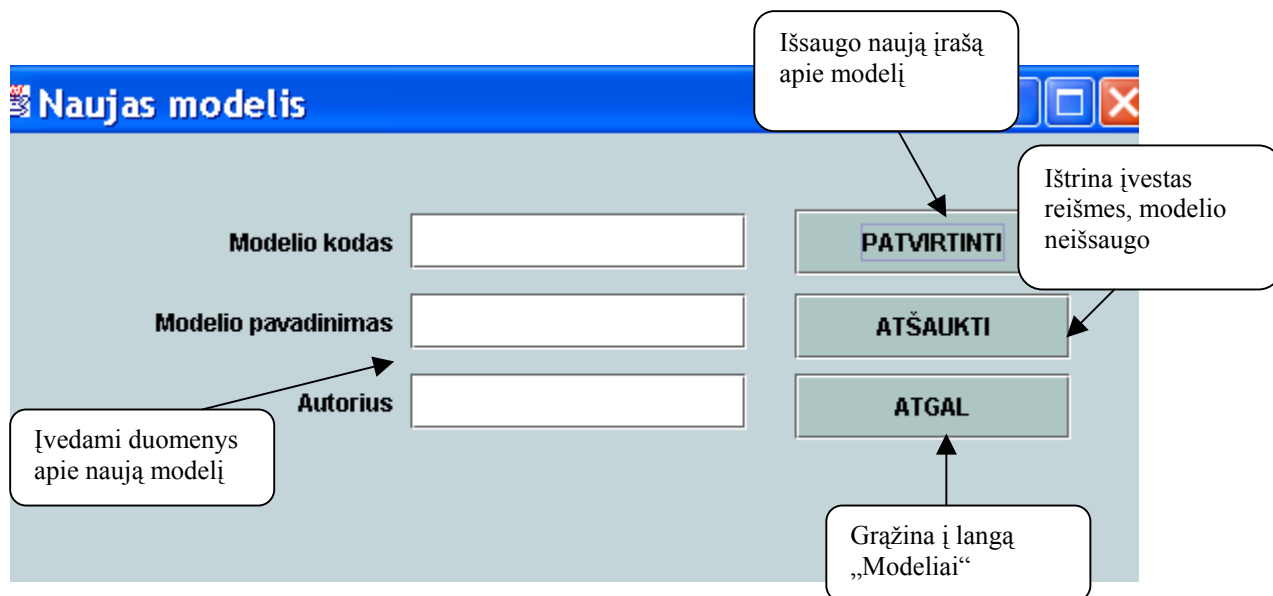 Išsaugo naują įrašą
apie modelį
Naujas modelis
Ištrina įvestas
reišmes, modelio
neišsaugo
Modelio kodas
PATVIRTINTI
Modelio pavadinimas
ATŠAUKTI
Autorius
ATGAL
Įvedami duomenys
apie naują modelį
Grąžina į langą
„Modeliai“